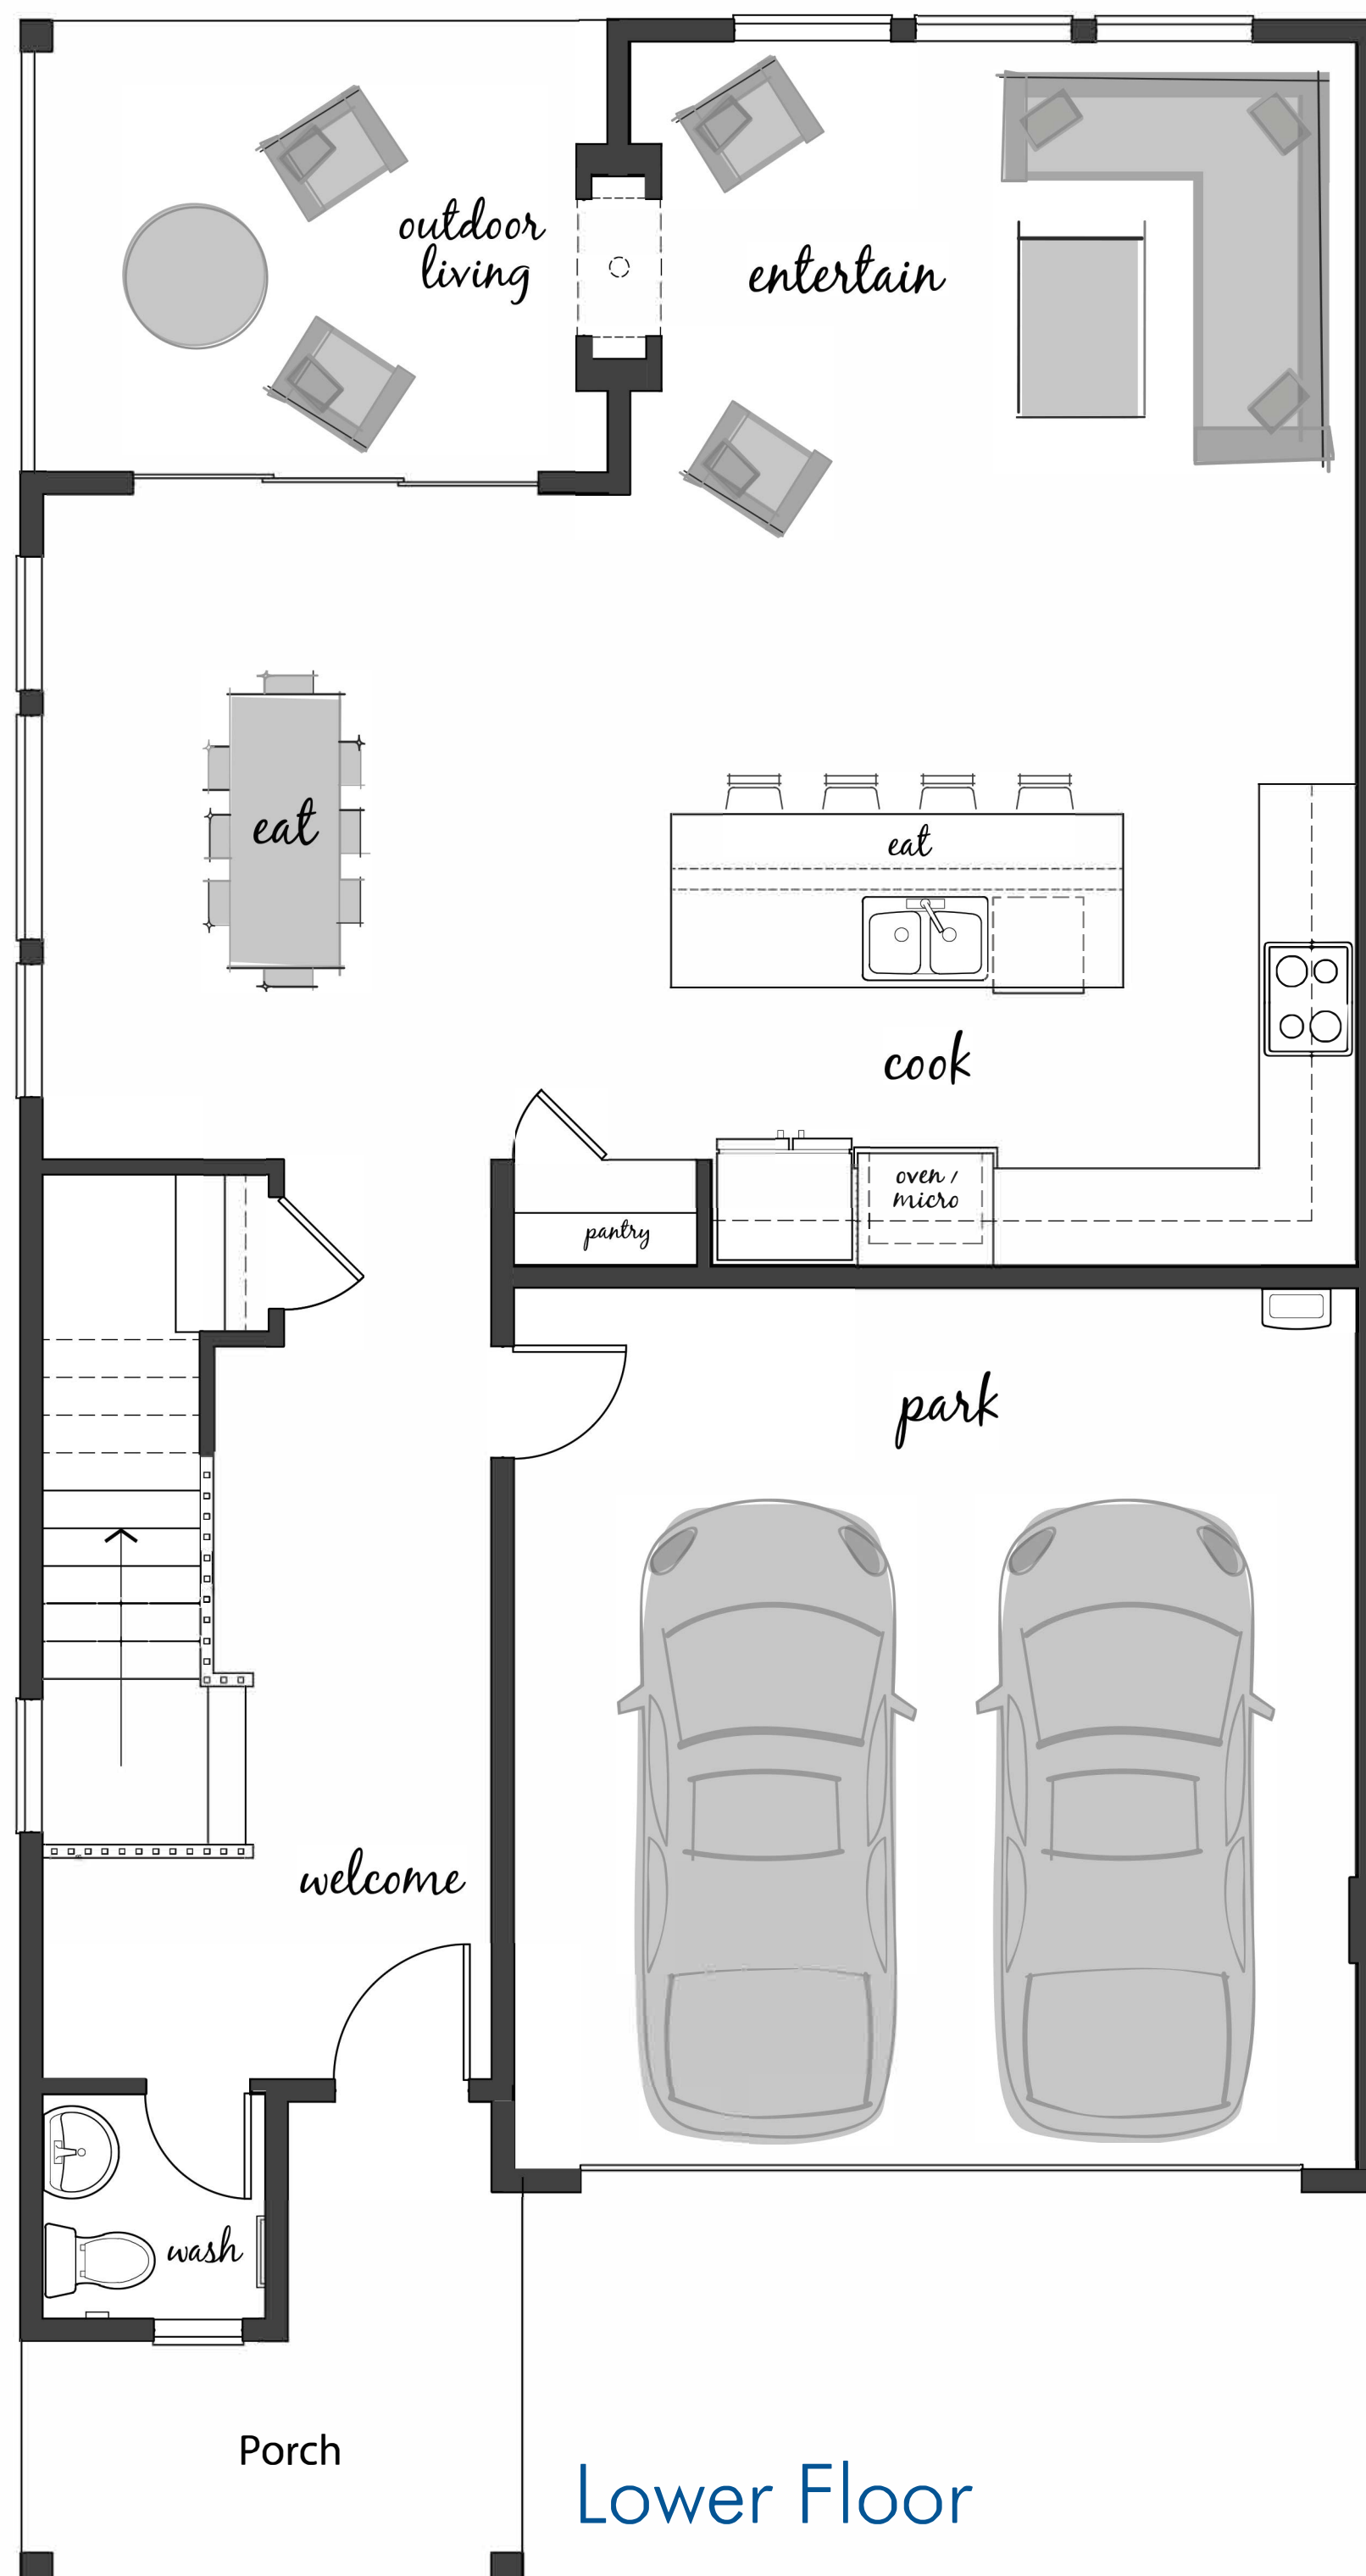 outdoor
living
entertain
eat
eat
cook
oven /
micro
pantry
park
welcome
wash
Porch
Lower Floor